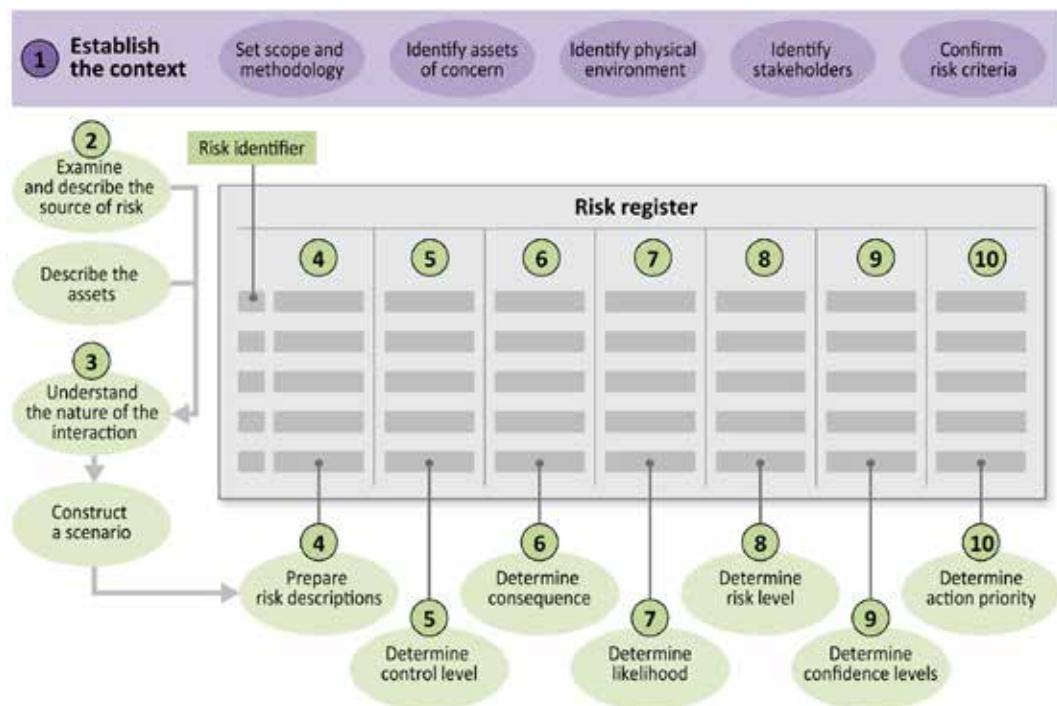 1
Establish
the context
Set scope and
methodology
Identify assets
of concern
Identify physical
environment
Identify
stakeholders
Confirm
risk criteria
2
Examine
and describe the
source of risk
Risk identifier
Describe the
assets
3
Understand
the nature of the
interaction
Construct
a scenario
Risk register
4
5
6
7
8
9
10
4
Prepare
risk descriptions
5
Determine
control level
6
Determine
consequence
7
Determine
likelihood
8
Determine
risk level
9
Determine
confidence levels
10
Determine
action priority